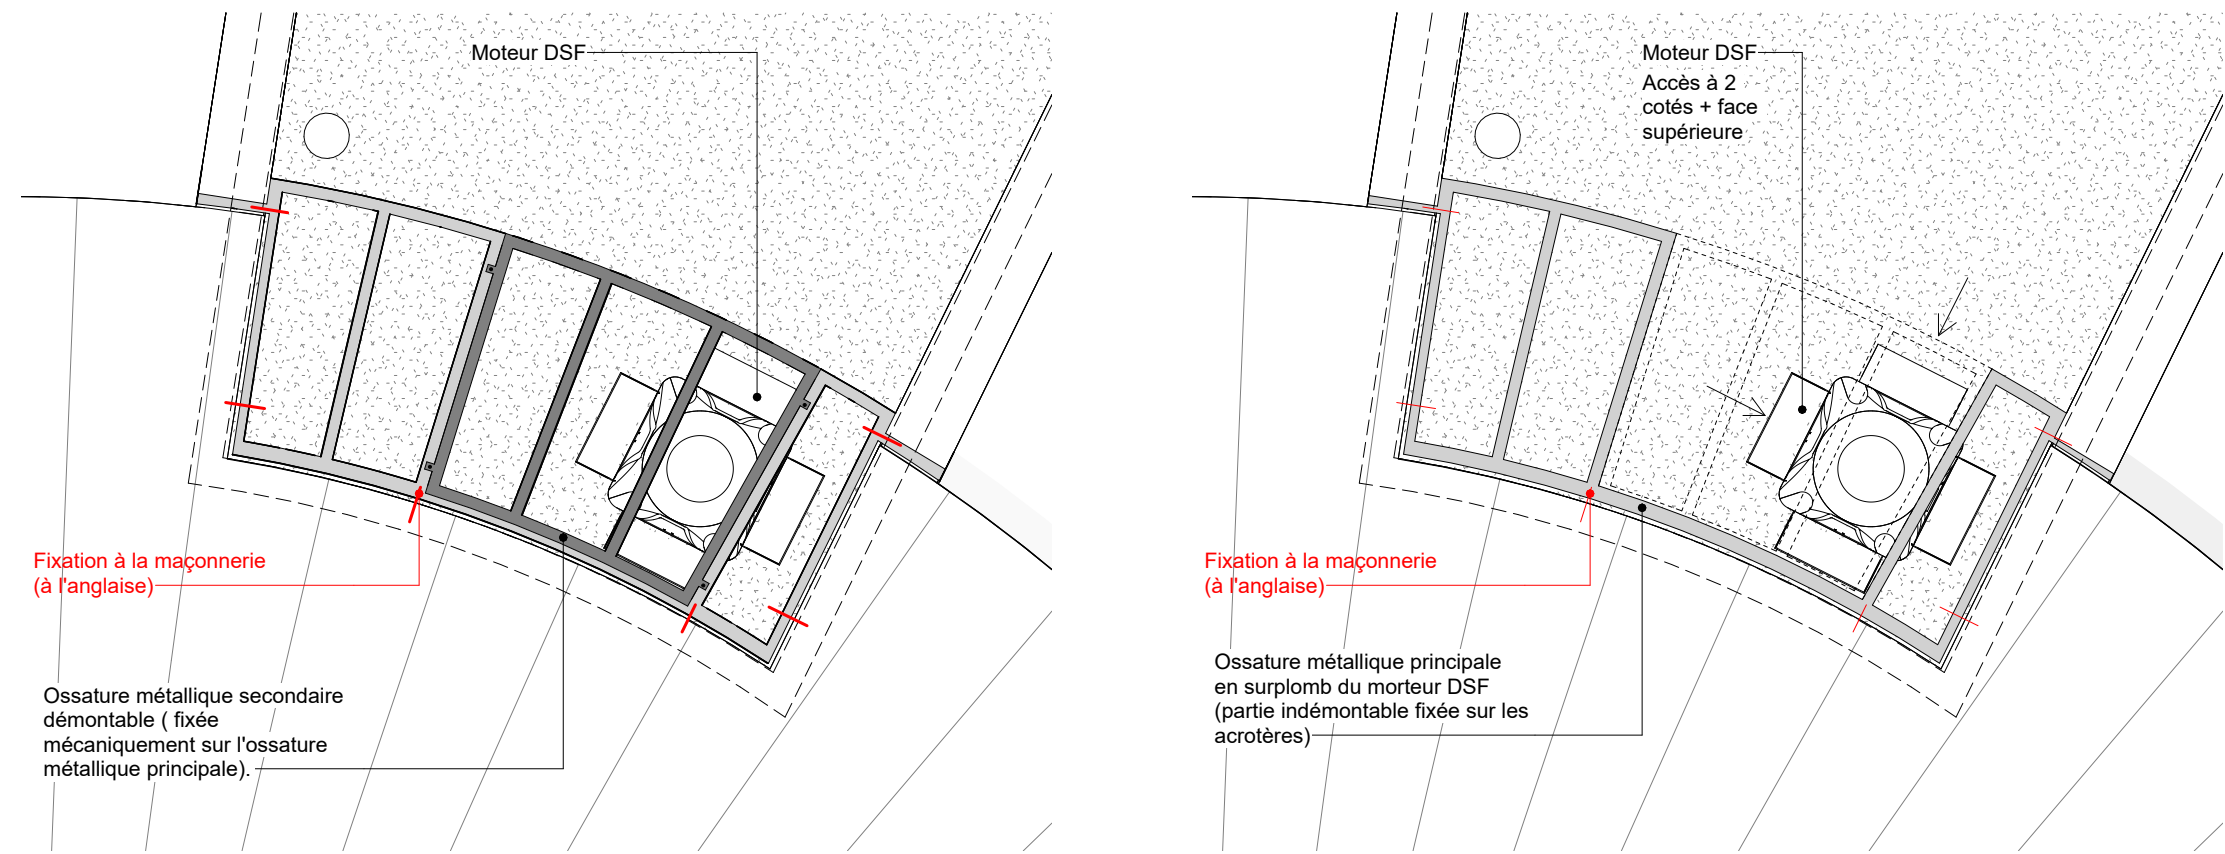 Moteur DSF
Fixation à la maçonnerie
(à l'anglaise)
Ossature métallique secondaire
démontable ( fixée
mécaniquement sur l'ossature
métallique principale).
Moteur DSF
Accès à 2
cotés + face
supérieure
Fixation à la maçonnerie
(à l'anglaise)
Ossature métallique principale
en surplomb du morteur DSF
(partie indémontable fixée sur les
acrotères)